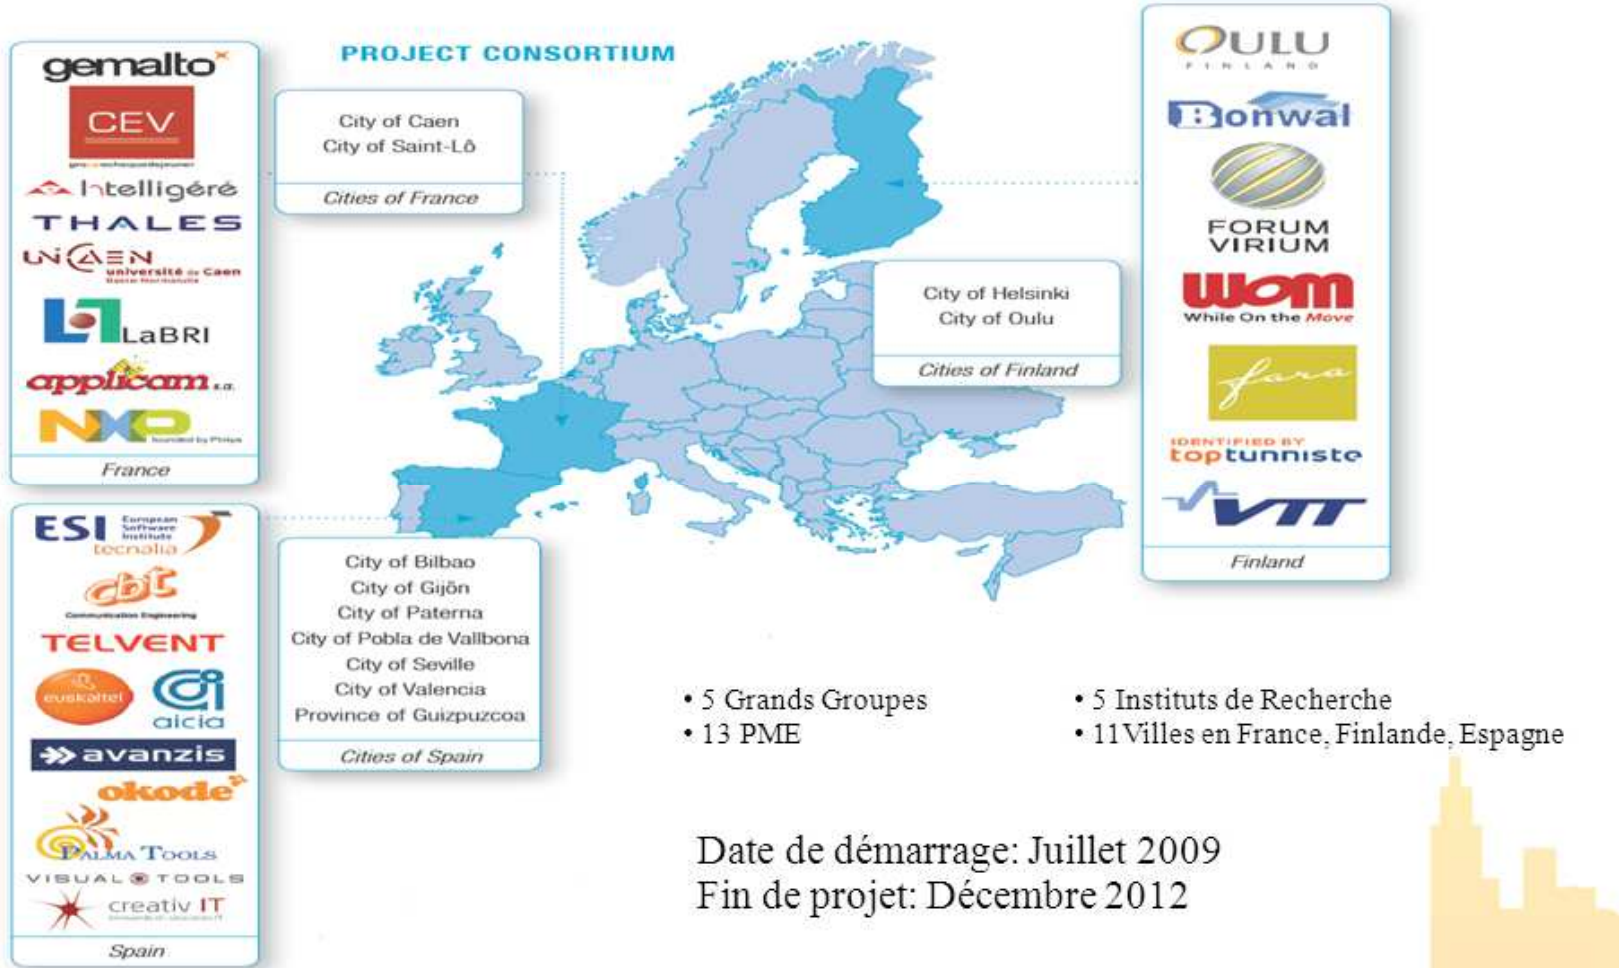 PROJECT CONSORTIUM
gemalto
CEV
Intelligéré
THALES
UNICAEN
université de Caen
Basse-Normandie
LaBRI
applicam s.a.
NXP
founded by Philips
France
City of Caen
City of Saint-Lô
Cities of France
OULU
FINLAND
Bonwal
FORUM
VIRIUM
WOM
While On the Move
fara
IDENTIFIED BY
toptunniste
VTT
Finland
City of Helsinki
City of Oulu
Cities of Finland
ESI European
Software
Institute
tecnalia
cbt
Communication Engineering
TELVENT
euskaltel
aicia
avanzis
okode
PALMA TOOLS
VISUAL TOOLS
creativ IT
Spain
City of Bilbao
City of Gijón
City of Paterna
City of Pobla de Vallbona
City of Seville
City of Valencia
Province of Guizpuzcoa
Cities of Spain
• 5 Grands Groupes
• 13 PME
• 5 Instituts de Recherche
• 11Villes en France, Finlande, Espagne
Date de démarrage: Juillet 2009
Fin de projet: Décembre 2012